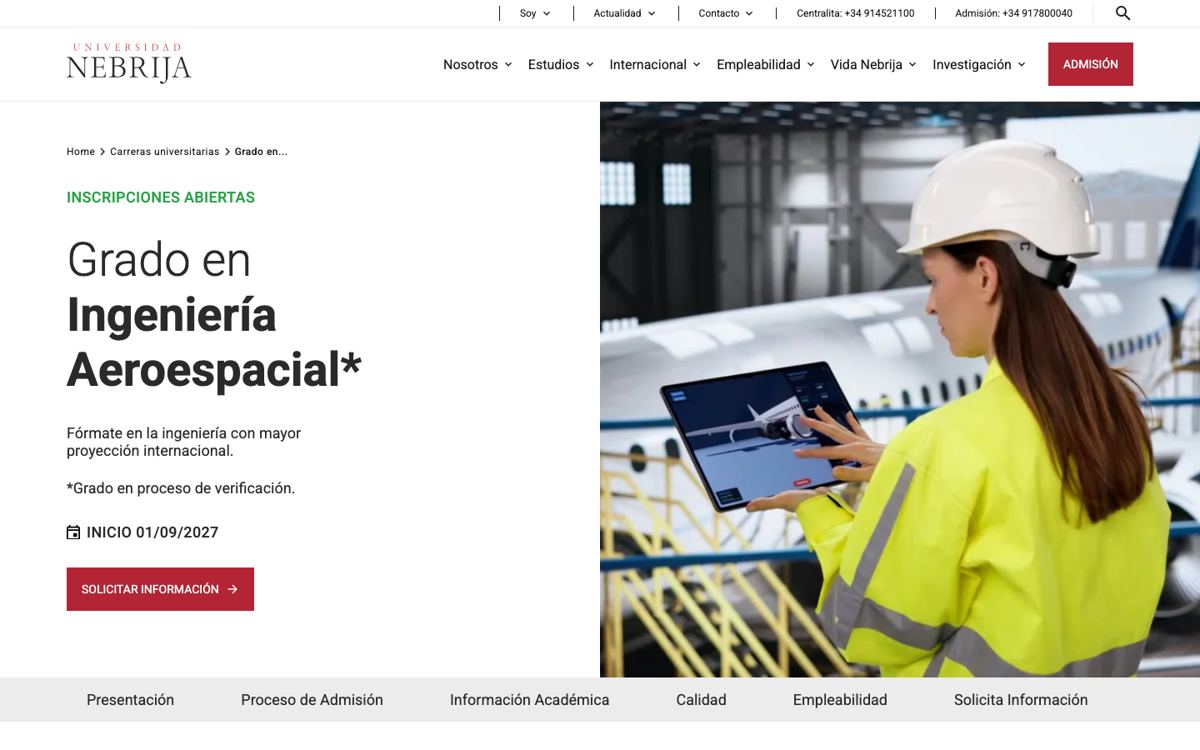 Soy
Actualidad
Contacto
Centralita: +34 914521100
Admisión: +34 917800040
UNIVERSIDAD
NEBRIJA
Nosotros
Estudios
Internacional
Empleabilidad
Vida Nebrija
Investigación
ADMISIÓN
Home > Carreras universitarias > Grado en...
INSCRIPCIONES ABIERTAS
Grado en
Ingeniería
Aeroespacial*
Fórmate en la ingeniería con mayor
proyección internacional.
*Grado en proceso de verificación.
INICIO 01/09/2027
SOLICITAR INFORMACIÓN →
Presentación
Proceso de Admisión
Información Académica
Calidad
Empleabilidad
Solicita Información